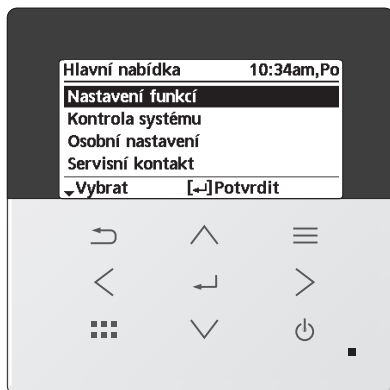 Hlavní nabídka 10:34am,Po
Nastavení funkcí
Kontrola systému
Osobní nastavení
Servisní kontakt
Vybrat [↵]Potvrdit